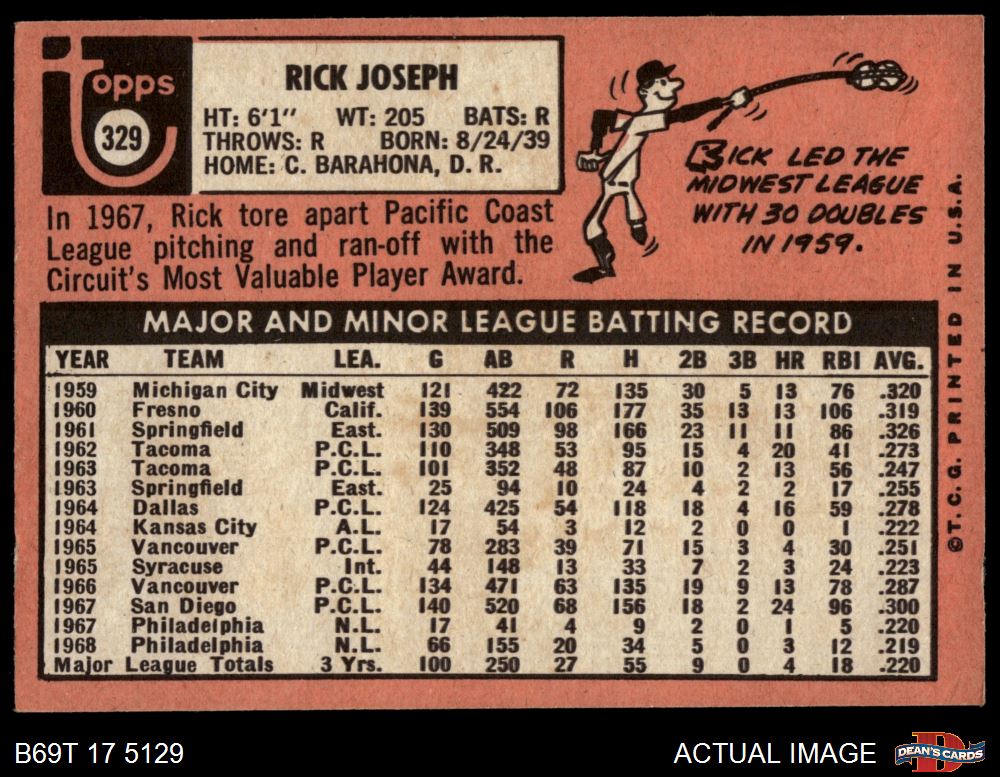 topps
329
RICK JOSEPH
HT: 6'1" WT: 205 BATS: R
THROWS: R BORN: 8/24/39
HOME: C. BARAHONA, D. R.
RICK LED THE
MIDWEST LEAGUE
WITH 30 DOUBLES
IN 1959.
In 1967, Rick tore apart Pacific Coast
League pitching and ran-off with the
Circuit's Most Valuable Player Award.
MAJOR AND MINOR LEAGUE BATTING RECORD
YEAR TEAM LEA. G AB R H 2B 3B HR RBI AVG.
1959 Michigan City Midwest 121 422 72 135 30 5 13 76 .320
1960 Fresno Calif. 139 554 106 177 35 13 13 106 .319
1961 Springfield East. 130 509 98 166 23 11 11 86 .326
1962 Tacoma P.C.L. 110 348 53 95 15 4 20 41 .273
1963 Tacoma P.C.L. 101 352 48 87 10 2 13 56 .247
1963 Springfield East. 25 94 10 24 4 2 2 17 .255
1964 Dallas P.C.L. 124 425 54 118 18 4 16 59 .278
1964 Kansas City A.L. 17 54 3 12 2 0 0 1 .222
1965 Vancouver P.C.L. 78 283 39 71 15 3 4 30 .251
1965 Syracuse Int. 44 148 13 33 7 2 3 24 .223
1966 Vancouver P.C.L. 134 471 63 135 19 9 13 78 .287
1967 San Diego P.C.L. 140 520 68 156 18 2 24 96 .300
1967 Philadelphia N.L. 17 41 4 9 2 0 1 5 .220
1968 Philadelphia N.L. 66 155 20 34 5 0 3 12 .219
Major League Totals 3 Yrs. 100 250 27 55 9 0 4 18 .220
©T.C.G. PRINTED IN U.S.A.
B69T 17 5129
ACTUAL IMAGE
D
DEAN'S CARDS